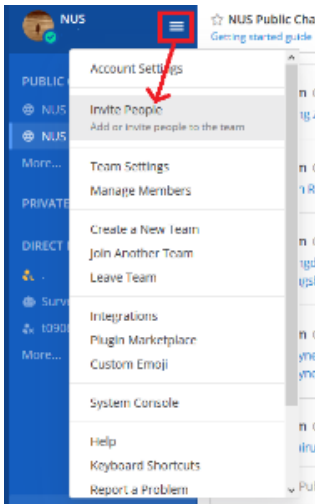 NUS
☆ NUS Public Cha
Getting started guide
Account Settings
PUBLIC
Invite People
Add or invite people to the team
NUS
NUS
More...
Team Settings
Manage Members
PRIVATE
Create a New Team
DIRECT
Join Another Team
Leave Team
Surv
Integrations
t090
Plugin Marketplace
More...
Custom Emoji
System Console
Help
Keyboard Shortcuts
Report a Problem